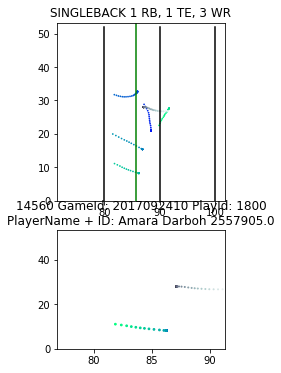 SINGLEBACK 1 RB, 1 TE, 3 WR
50
40
30
20
10
0
80 90 100
14560 GameId: 2017092410 PlayId: 1800
PlayerName + ID: Amara Darboh 2557905.0
40
20
0
80 85 90